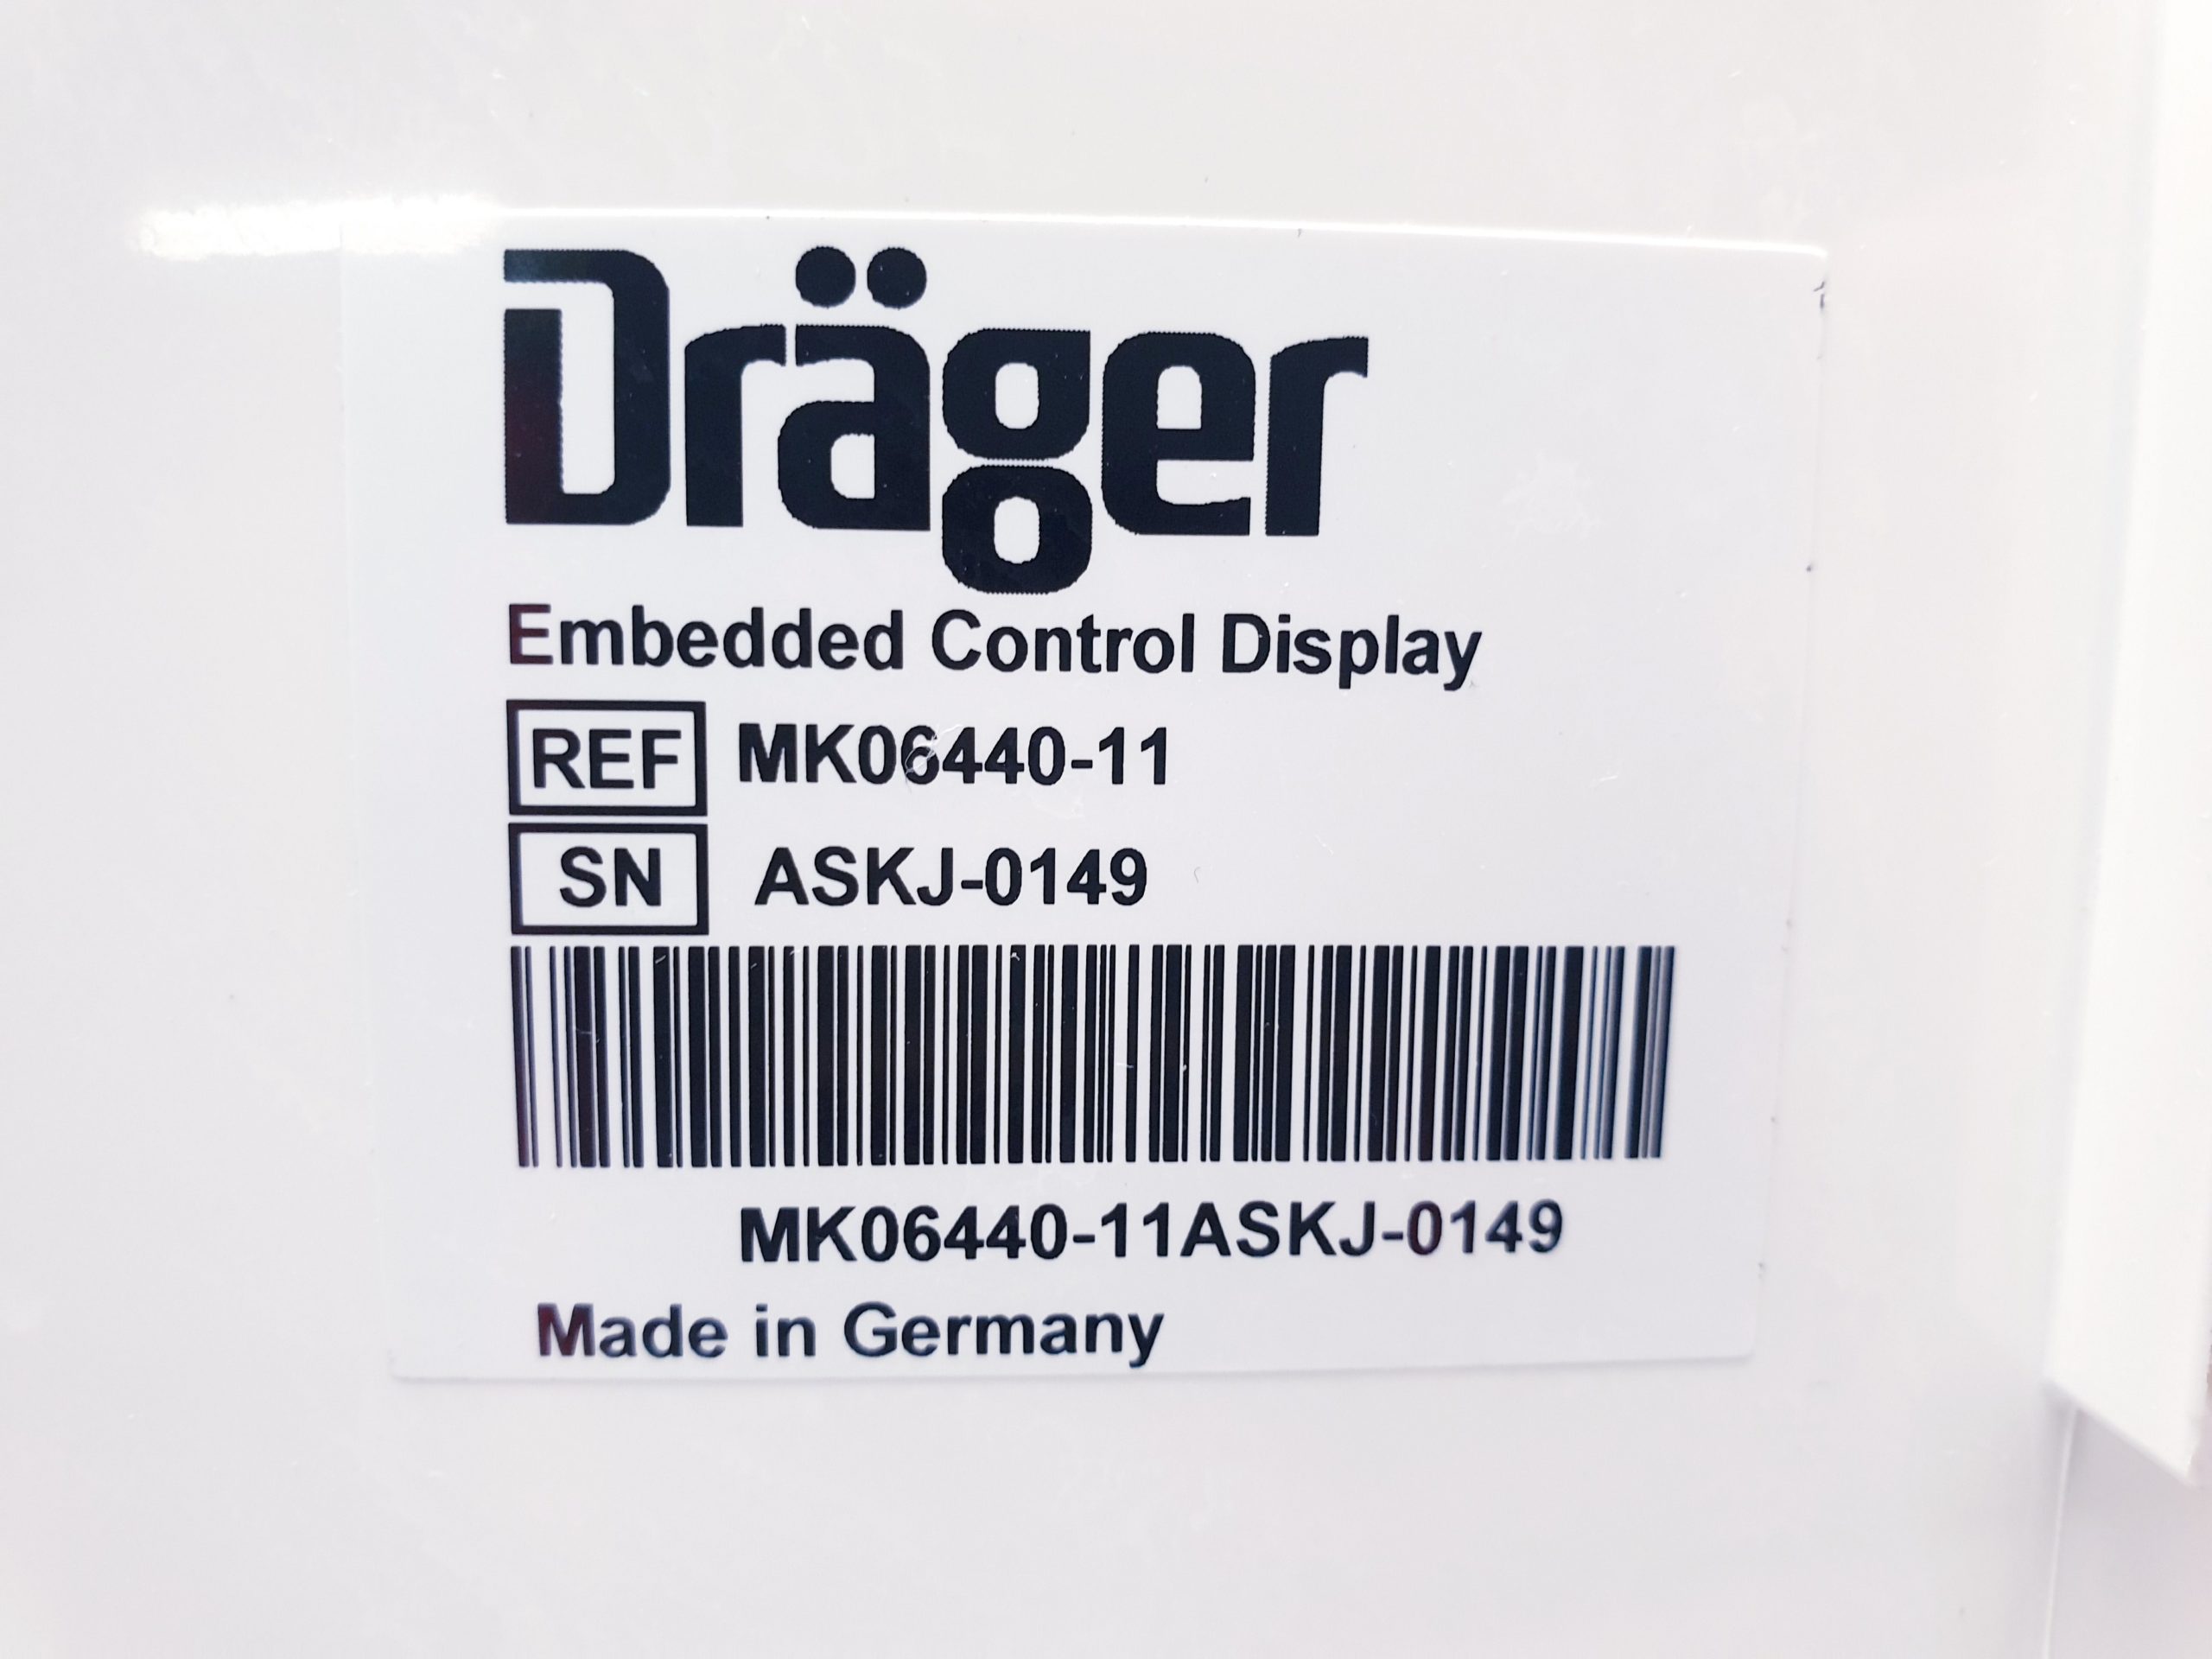 Dräger
Embedded Control Display
REF MK06440-11
SN ASKJ-0149
MK06440-11ASKJ-0149
Made in Germany